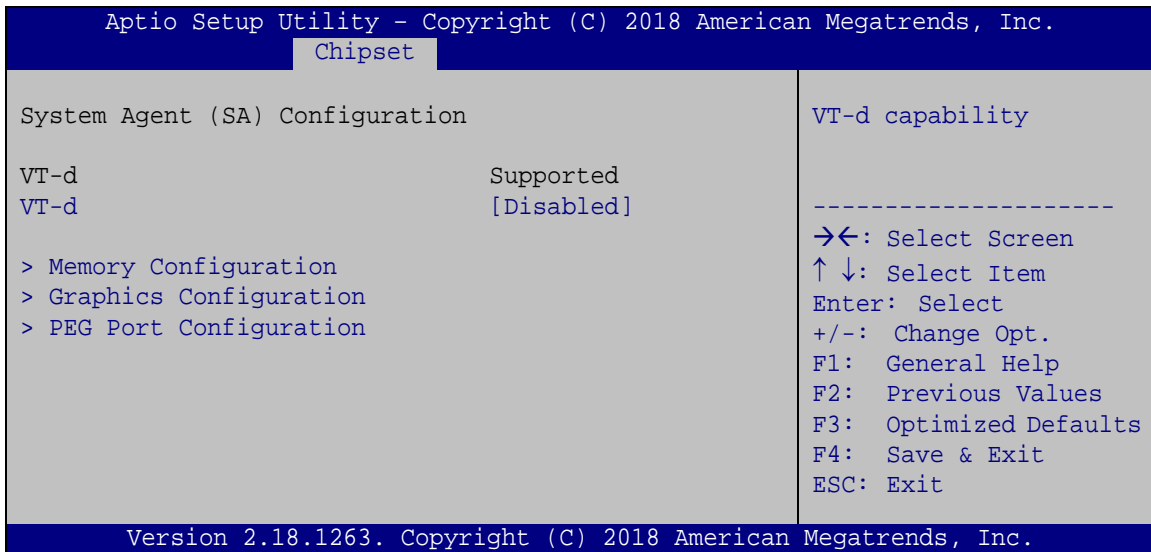 Aptio Setup Utility – Copyright (C) 2018 American Megatrends, Inc.
Chipset
System Agent (SA) Configuration
VT-d Supported
VT-d [Disabled]
> Memory Configuration
> Graphics Configuration
> PEG Port Configuration
VT-d capability
---------------------
→←: Select Screen
↑ ↓: Select Item
Enter: Select
+/-: Change Opt.
F1: General Help
F2: Previous Values
F3: Optimized Defaults
F4: Save & Exit
ESC: Exit
Version 2.18.1263. Copyright (C) 2018 American Megatrends, Inc.